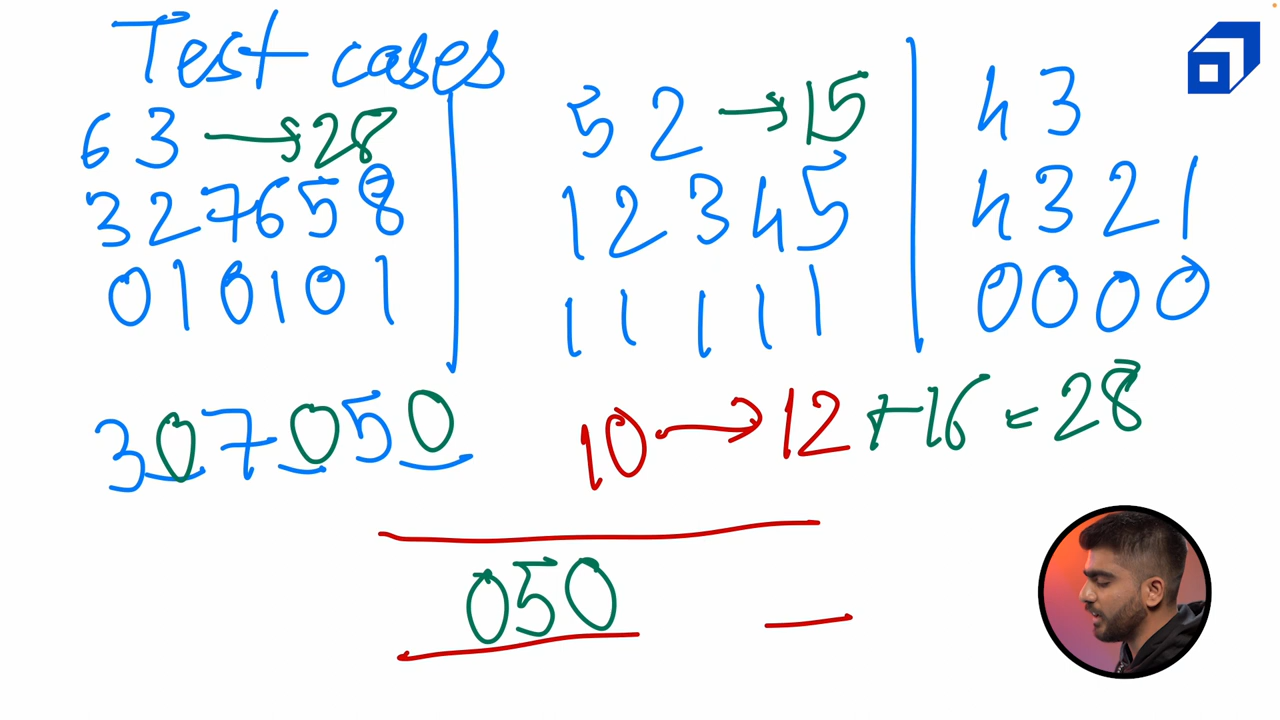 Test cases
6 3 → 28
3 2 7 6 5 8
0 1 0 1 0 1
5 2 → 15
1 2 3 4 5
1 1 1 1 1
4 3
4 3 2 1
0 0 0 0
3 0 7 0 5 0
10 → 12 + 16 = 28
0 5 0